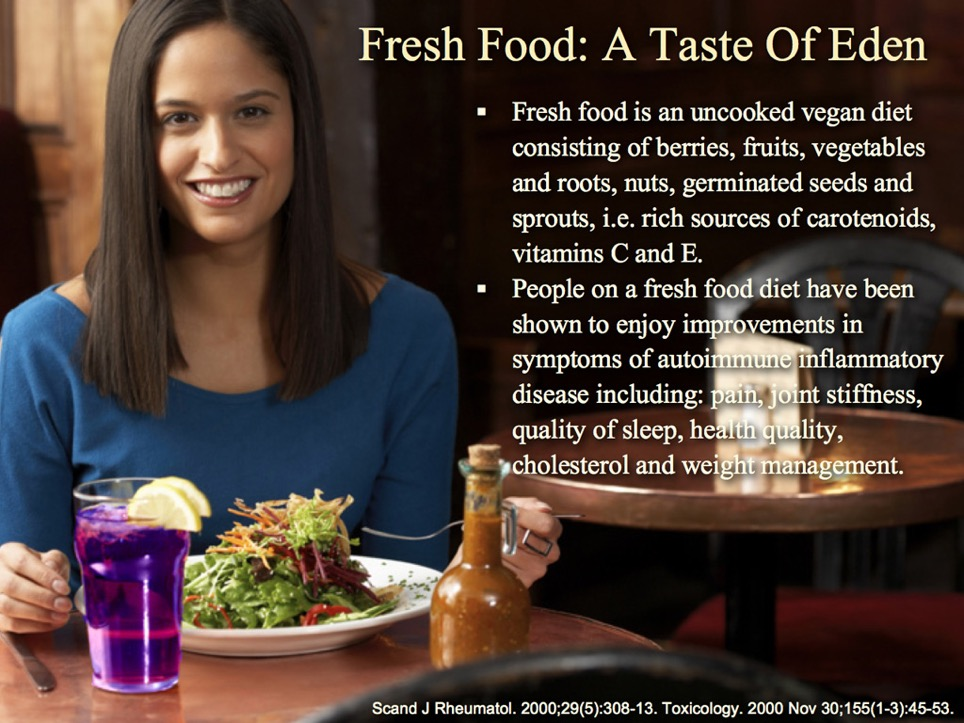 Fresh Food: A Taste Of Eden
▪ Fresh food is an uncooked vegan diet
consisting of berries, fruits, vegetables
and roots, nuts, germinated seeds and
sprouts, i.e. rich sources of carotenoids,
vitamins C and E.
▪ People on a fresh food diet have been
shown to enjoy improvements in
symptoms of autoimmune inflammatory
disease including: pain, joint stiffness,
quality of sleep, health quality,
cholesterol and weight management.
Scand J Rheumatol. 2000;29(5):308-13. Toxicology. 2000 Nov 30;155(1-3):45-53.